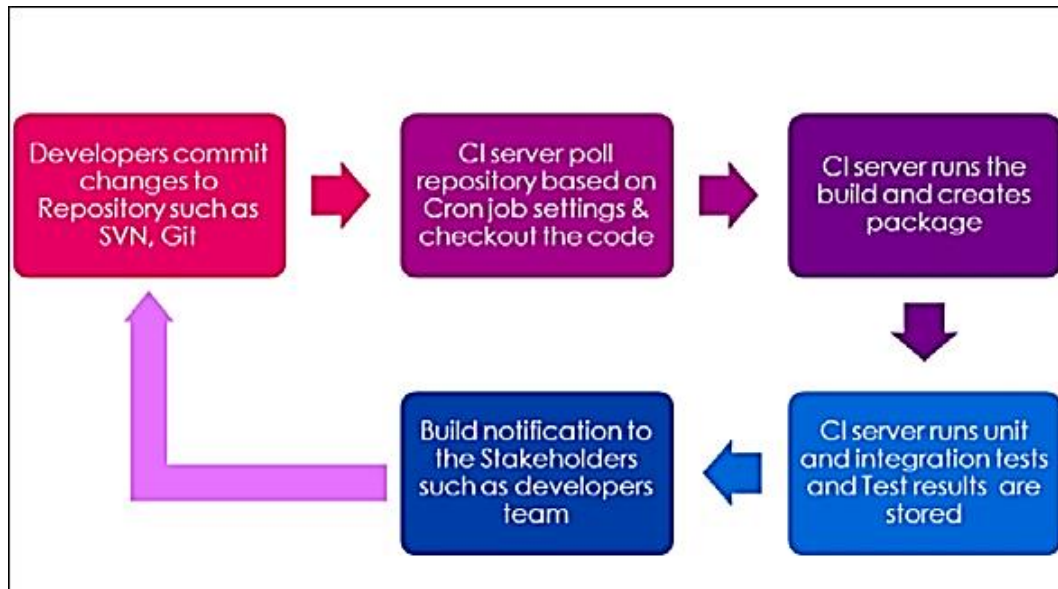 Developers commit
changes to
Repository such as
SVN, Git
CI server poll
repository based on
Cron job settings &
checkout the code
CI server runs the
build and creates
package
CI server runs unit
and integration tests
and Test results are
stored
Build notification to
the Stakeholders
such as developers
team